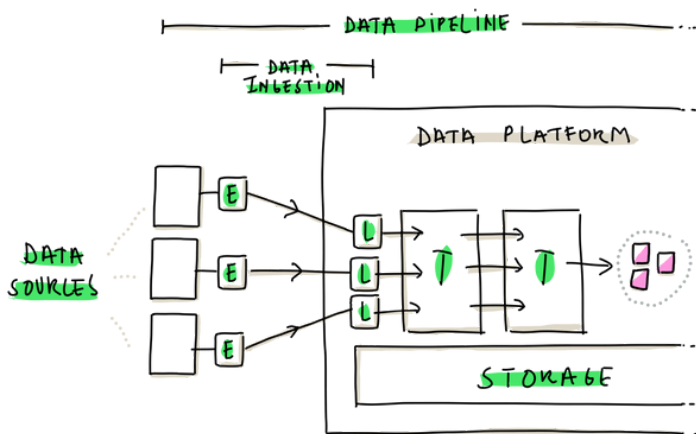 DATA PIPELINE
DATA
INGESTION
DATA PLATFORM
E
L
DATA
SOURCES
E
L
T
T
E
L
STORAGE